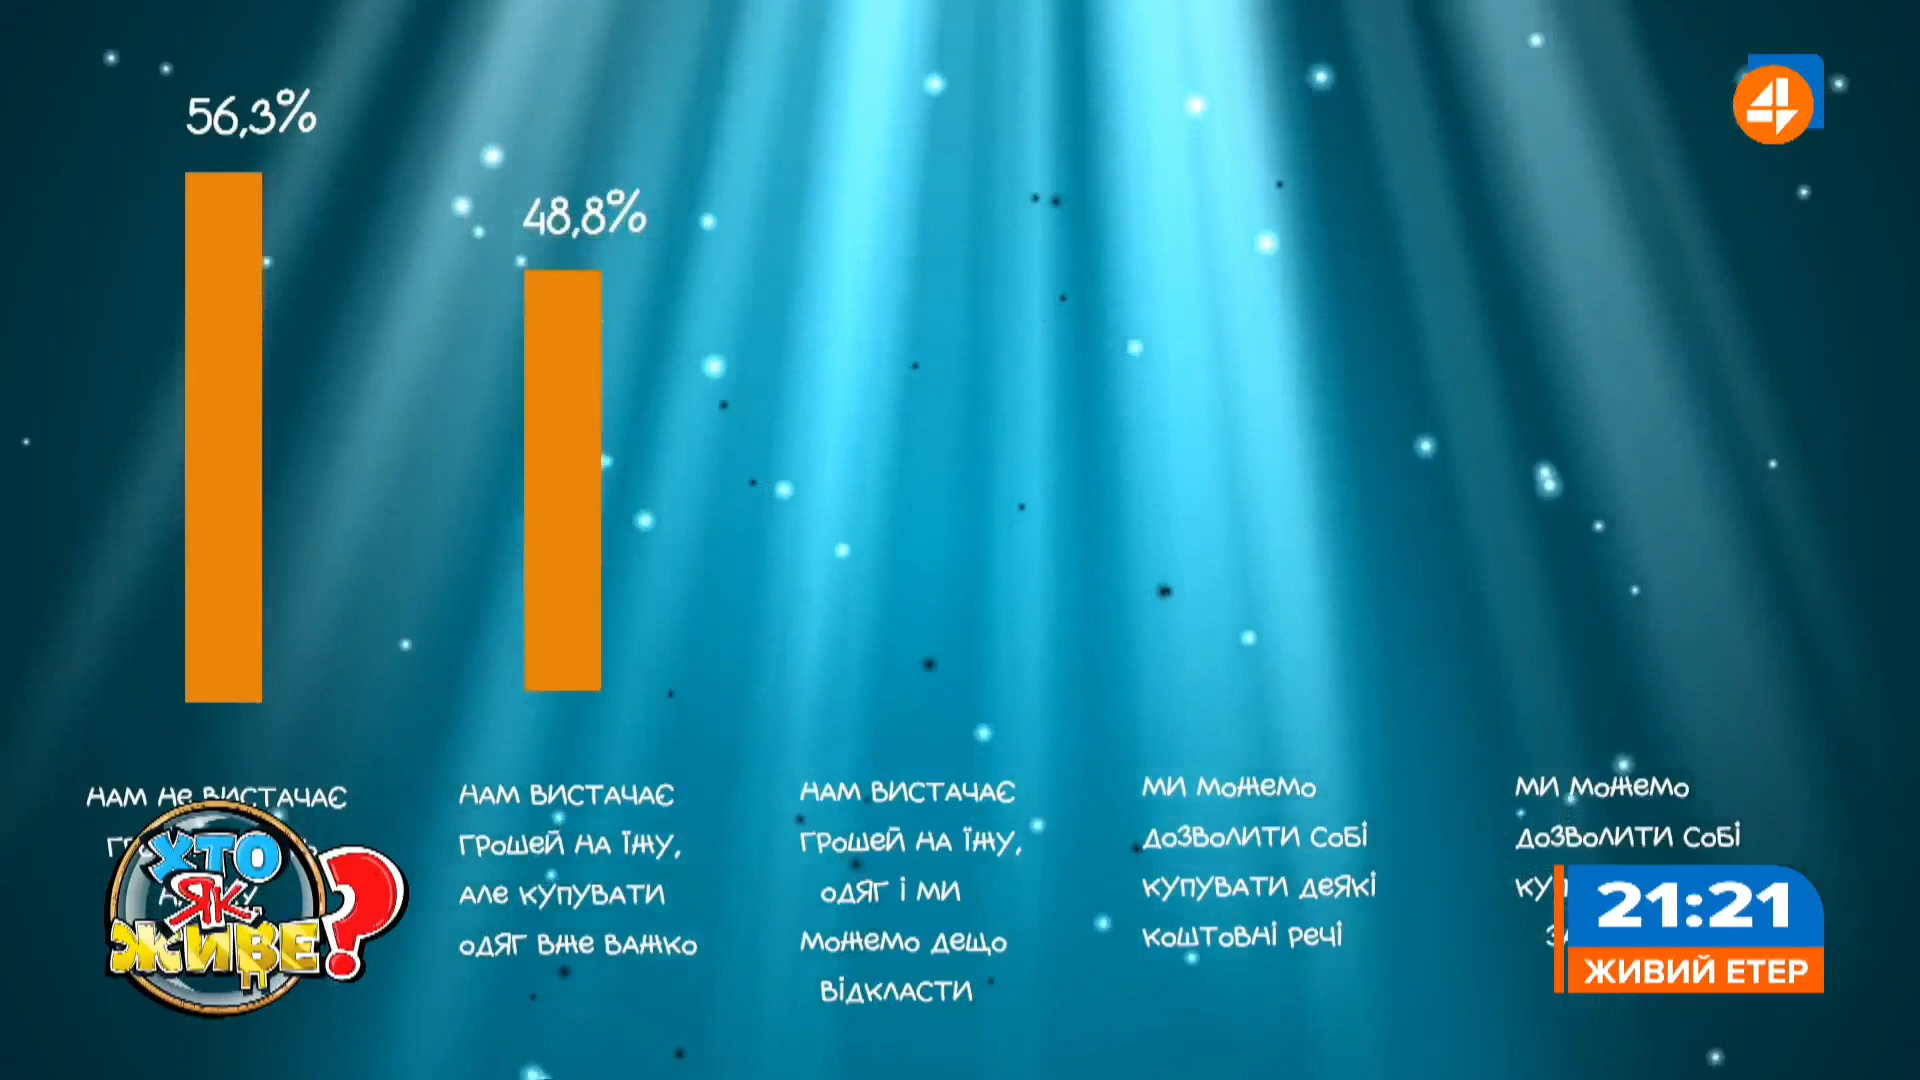 56,3%
48,8%
4
НАМ НЕ ВИСТАЧАЄ
НАМ ВИСТАЧАЄ
ГРОШЕЙ НА ЇЖУ,
АЛЕ КУПУВАТИ
ОДЯГ ВЖЕ ВАЖКО
НАМ ВИСТАЧАЄ
ГРОШЕЙ НА ЇЖУ,
ОДЯГ І МИ
МОЖЕМО ДЕЩО
ВІДКЛАСТИ
МИ МОЖЕМО
ДОЗВОЛИТИ СОБІ
КУПУВАТИ ДЕЯКІ
КОШТОВНІ РЕЧІ
МИ МОЖЕМО
ДОЗВОЛИТИ СОБІ
ХТО
ЯК
ЖИВЕ?
21:21
ЖИВИЙ ЕТЕР